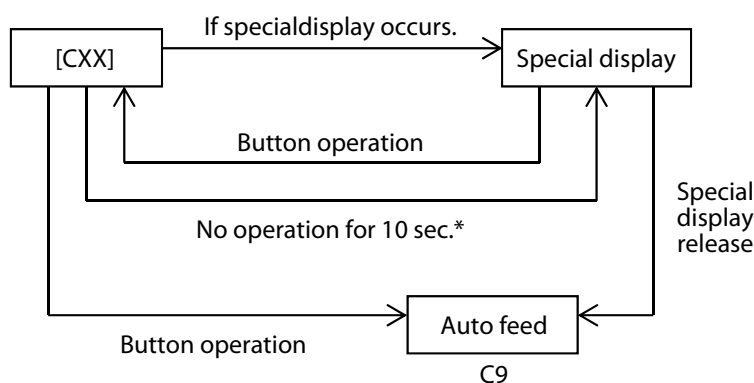 If specialdisplay occurs.
[CXX]
Special display
Button operation
No operation for 10 sec.*
Special
display
release
Auto feed
Button operation
C9